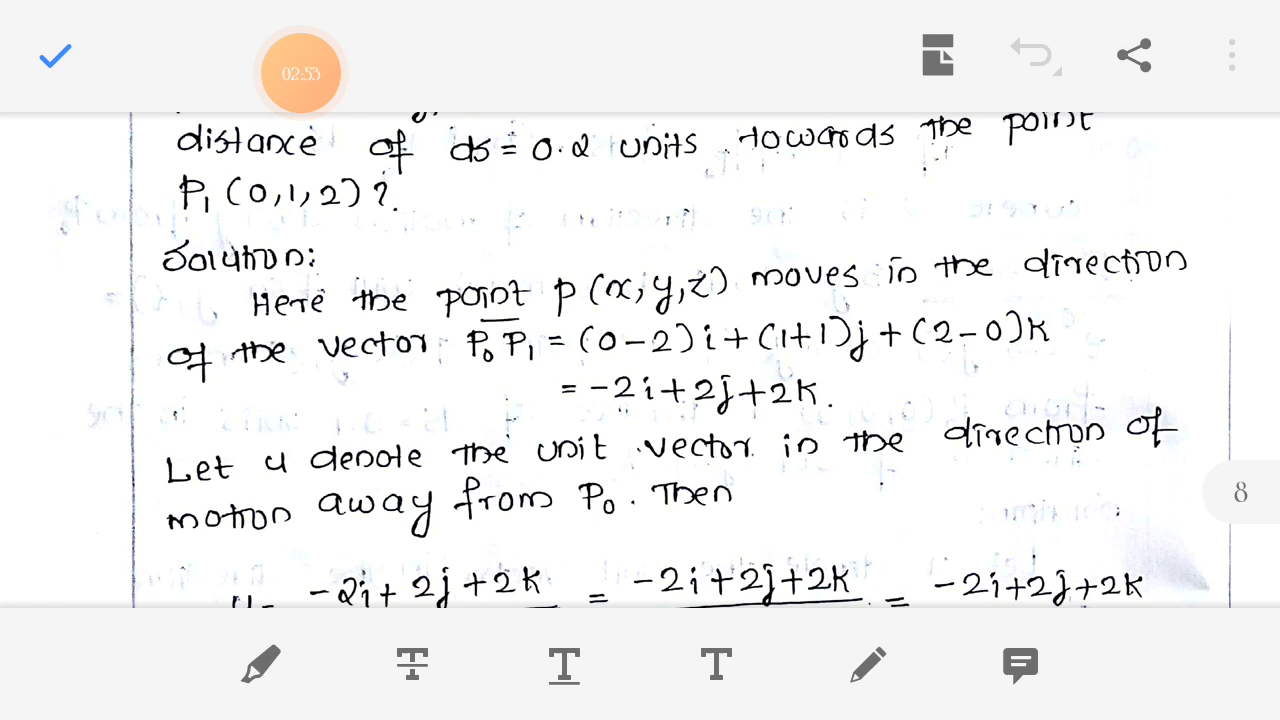 02:53
distance of ds = 0.2 units towards the point
P₁ (0,1,2)?.
Solution:
Here the point p(x,y,z) moves in the direction
of the vector P₀P₁ = (0-2)i+(1+1)j+(2-0)k
= -2i+2j+2k.
Let u denote the unit vector in the direction of
motion away from P₀. Then
8
u= -2i+2j+2k = -2i+2j+2k = -2i+2j+2k
T T T